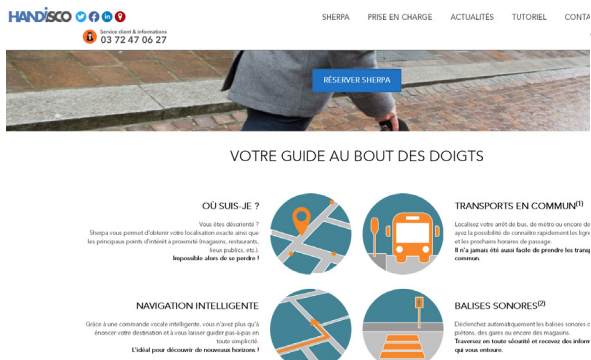 HANDISCO
SHERPA PRISE EN CHARGE ACTUALITÉS TUTORIEL CONTA
Service client & informations
03 72 47 06 27
RÉSERVER SHERPA
VOTRE GUIDE AU BOUT DES DOIGTS
OÙ SUIS-JE ?
Vous êtes désorienté ?
Sherpa vous permet d'obtenir votre localisation exacte ainsi que
les principaux points d'intérêt à proximité (magasins, restaurants,
lieux publics, etc.).
Impossible alors de se perdre !
TRANSPORTS EN COMMUN(1)
Localisez votre arrêt de bus, de métro ou encore de
ayez la possibilité de connaître rapidement les lign
et les prochains horaires de passage.
Il n'a jamais été aussi facile de prendre les transp
commun.
NAVIGATION INTELLIGENTE
Grâce à une commande vocale intelligente, vous n'avez plus qu'à
énoncer votre destination et à vous laisser guider pas-à-pas en
toute simplicité.
L'idéal pour découvrir de nouveaux horizons !
BALISES SONORES(2)
Déclenchez automatiquement les balises sonores d
piétons, des gares ou encore des magasins.
Traversez en toute sécurité et recevez des inform
qui vous entoure.